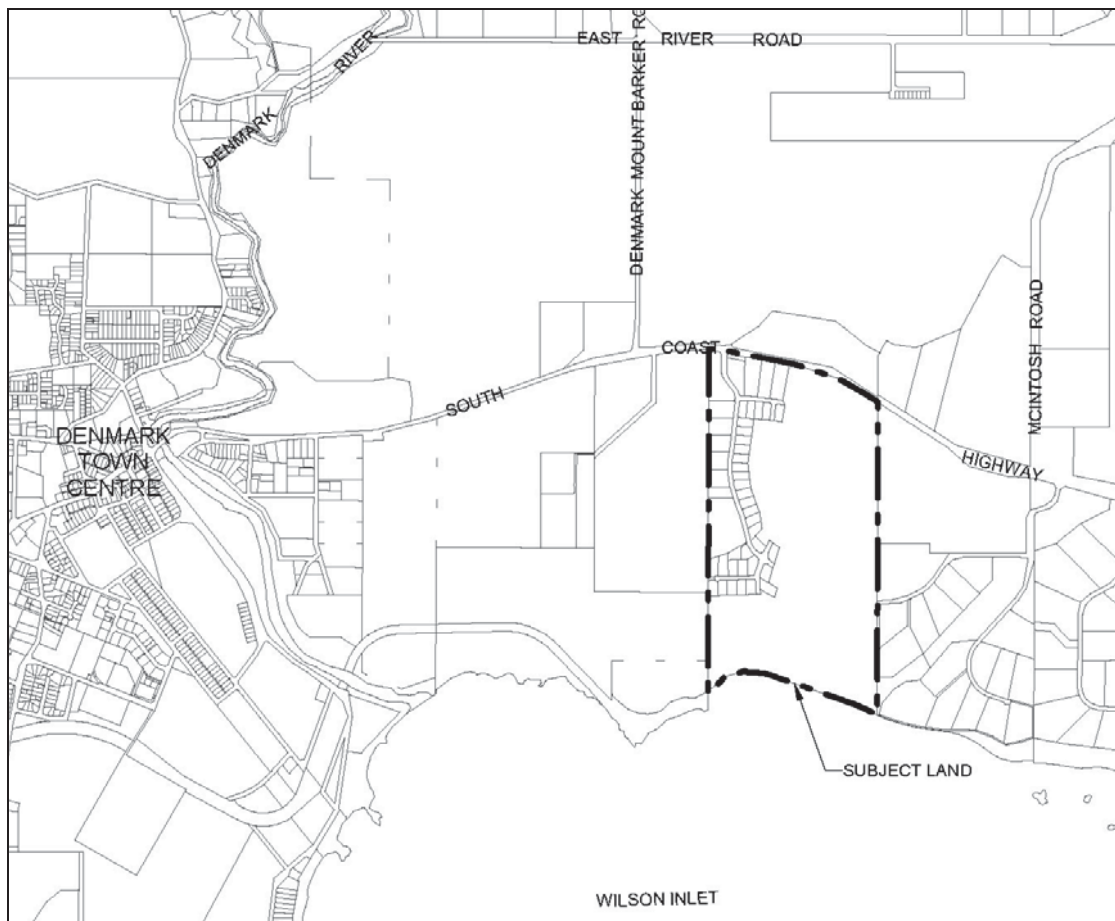 EAST RIVER ROAD
DENMARK RIVER
DENMARK MOUNT BARKER RO
MCINTOSH ROAD
SOUTH COAST HIGHWAY
DENMARK
TOWN
CENTRE
SUBJECT LAND
WILSON INLET